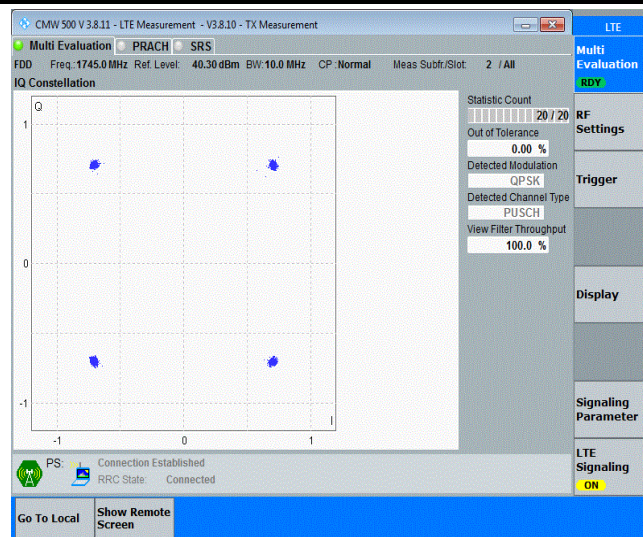 CMW 500 V 3.8.11 - LTE Measurement - V3.8.10 - TX Measurement
LTE
Multi Evaluation PRACH SRS
FDD Freq.:1745.0 MHz Ref. Level: 40.30 dBm BW:10.0 MHz CP :Normal Meas Subfr./Slot: 2 / All
IQ Constellation
Q
1
0
-1
I
-1 0 1
Statistic Count
20 / 20
Out of Tolerance
0.00 %
Detected Modulation
QPSK
Detected Channel Type
PUSCH
View Filter Throughput
100.0 %
Multi
Evaluation
RDY
RF
Settings
Trigger
Display
Signaling
Parameter
LTE
Signaling
ON
PS: Connection Established
RRC State: Connected
Go To Local
Show Remote
Screen